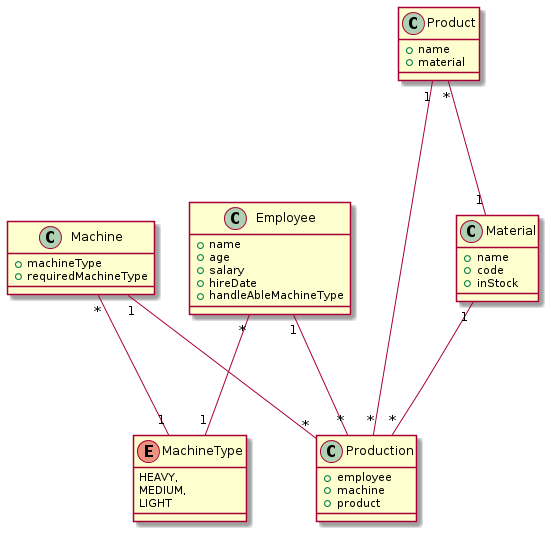 C Product
name
material
1 *
1
C Machine
machineType
requiredMachineType
* 1
C Employee
name
age
salary
hireDate
handleAbleMachineType
* 1
C Material
name
code
inStock
1
1 1 * * * *
E MachineType
HEAVY,
MEDIUM,
LIGHT
C Production
employee
machine
product